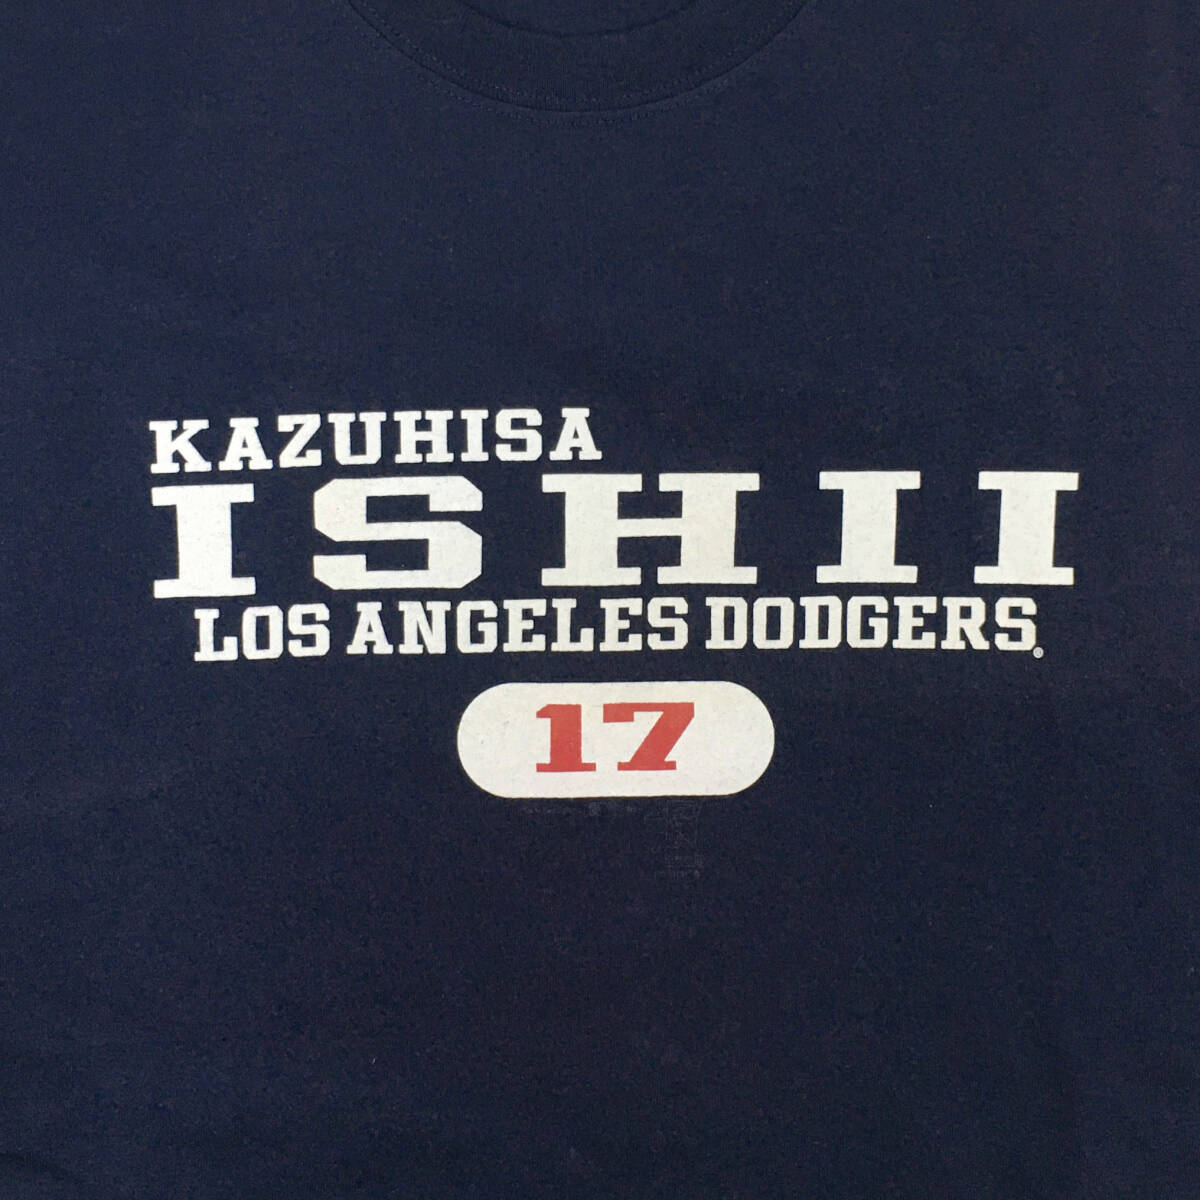 KAZUHISA
ISHII
LOS ANGELES DODGERS®
17